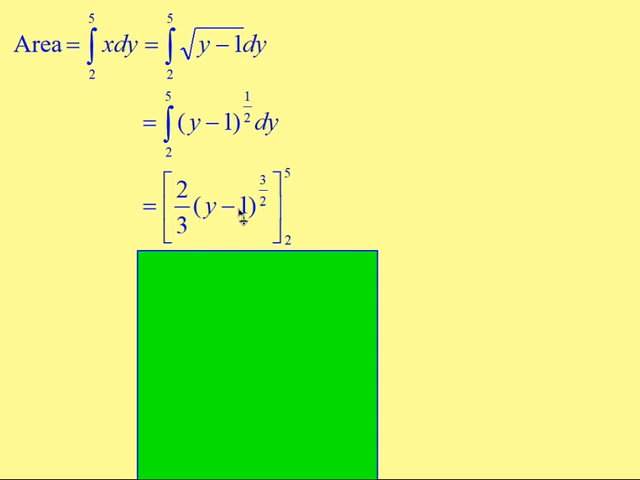 Area = ∫₂⁵ xdy = ∫₂⁵ √(y − 1)dy
= ∫₂⁵ (y − 1)^(1/2) dy
= [2/3 (y − 1)^(3/2)]₂⁵